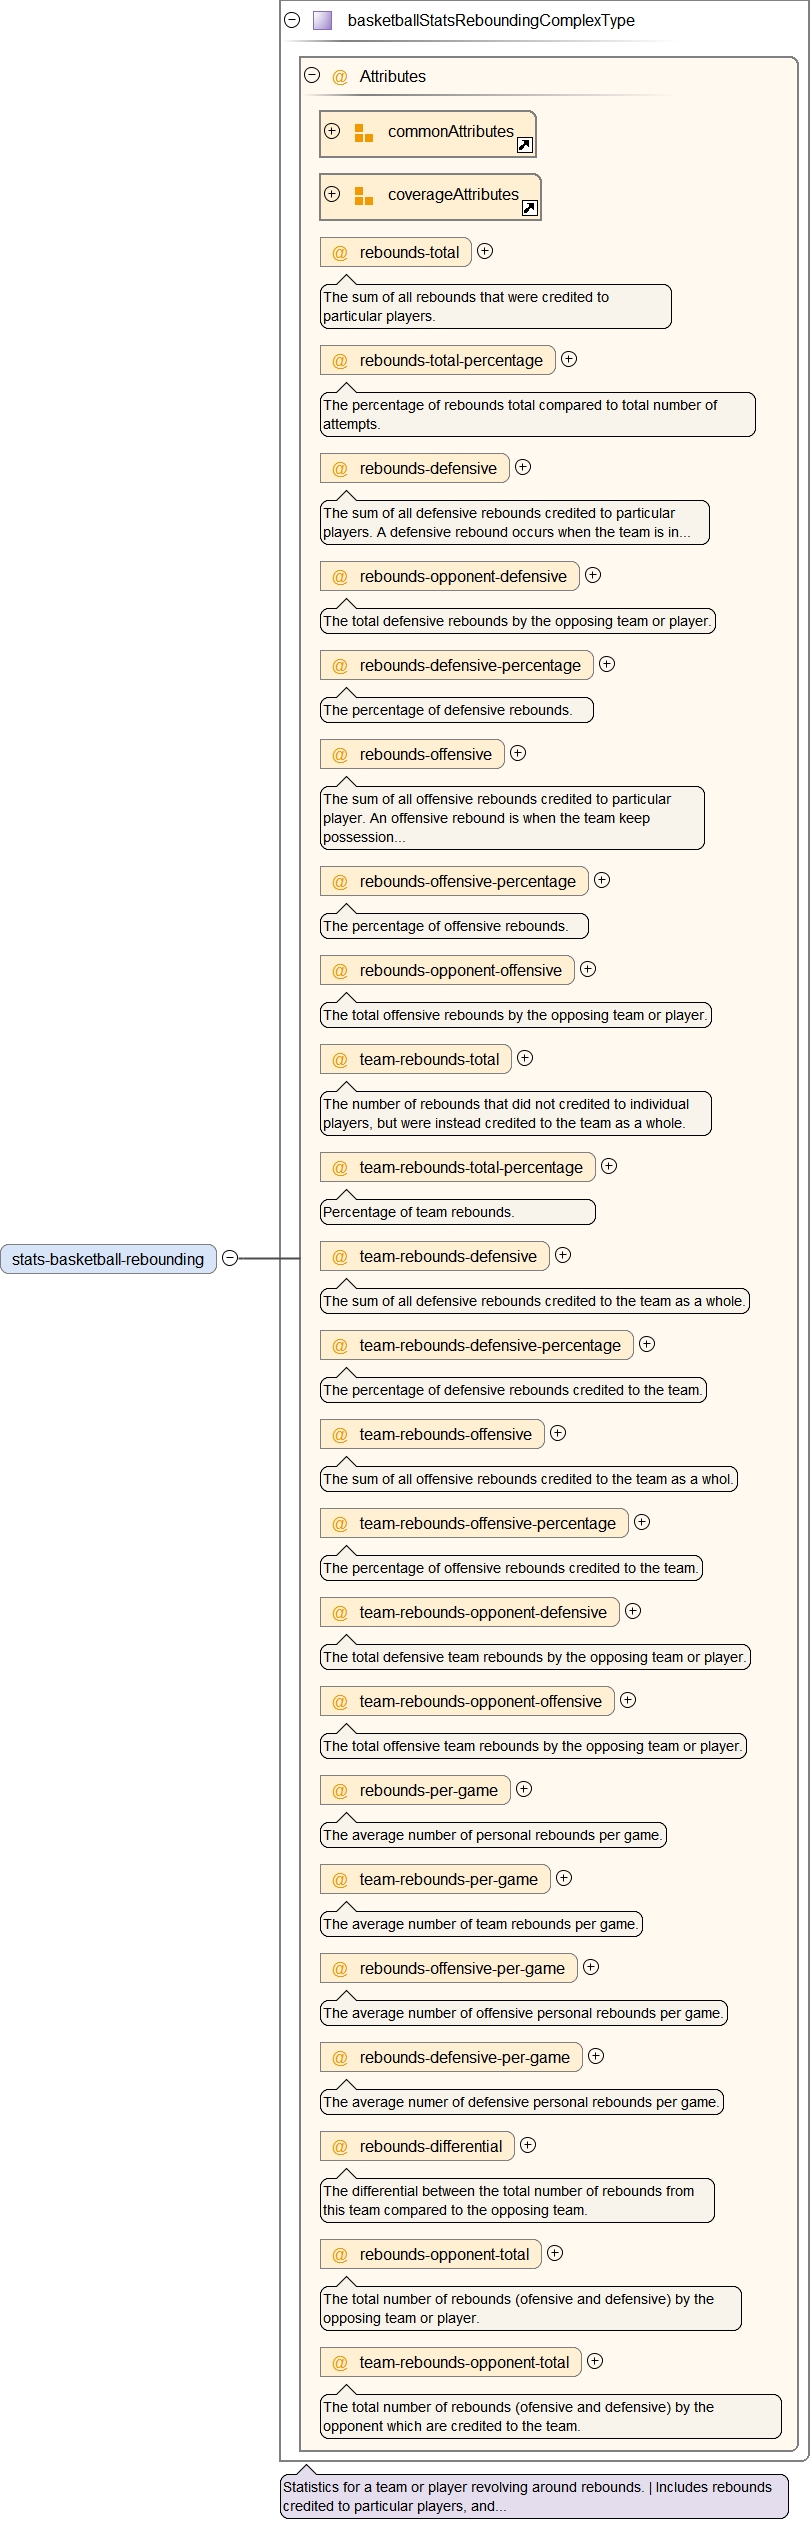 basketballStatsReboundingComplexType
@ Attributes
commonAttributes
coverageAttributes
@ rebounds-total
The sum of all rebounds that were credited to
particular players.
@ rebounds-total-percentage
The percentage of rebounds total compared to total number of
attempts.
@ rebounds-defensive
The sum of all defensive rebounds credited to particular
players. A defensive rebound occurs when the team is in...
@ rebounds-opponent-defensive
The total defensive rebounds by the opposing team or player.
@ rebounds-defensive-percentage
The percentage of defensive rebounds.
@ rebounds-offensive
The sum of all offensive rebounds credited to particular
player. An offensive rebound is when the team keep
possession...
@ rebounds-offensive-percentage
The percentage of offensive rebounds.
@ rebounds-opponent-offensive
The total offensive rebounds by the opposing team or player.
@ team-rebounds-total
The number of rebounds that did not credited to individual
players, but were instead credited to the team as a whole.
@ team-rebounds-total-percentage
Percentage of team rebounds.
stats-basketball-rebounding
@ team-rebounds-defensive
The sum of all defensive rebounds credited to the team as a whole.
@ team-rebounds-defensive-percentage
The percentage of defensive rebounds credited to the team.
@ team-rebounds-offensive
The sum of all offensive rebounds credited to the team as a whol.
@ team-rebounds-offensive-percentage
The percentage of offensive rebounds credited to the team.
@ team-rebounds-opponent-defensive
The total defensive team rebounds by the opposing team or player.
@ team-rebounds-opponent-offensive
The total offensive team rebounds by the opposing team or player.
@ rebounds-per-game
The average number of personal rebounds per game.
@ team-rebounds-per-game
The average number of team rebounds per game.
@ rebounds-offensive-per-game
The average number of offensive personal rebounds per game.
@ rebounds-defensive-per-game
The average numer of defensive personal rebounds per game.
@ rebounds-differential
The differential between the total number of rebounds from
this team compared to the opposing team.
@ rebounds-opponent-total
The total number of rebounds (ofensive and defensive) by the
opposing team or player.
@ team-rebounds-opponent-total
The total number of rebounds (ofensive and defensive) by the
opponent which are credited to the team.
Statistics for a team or player revolving around rebounds. | Includes rebounds
credited to particular players, and...